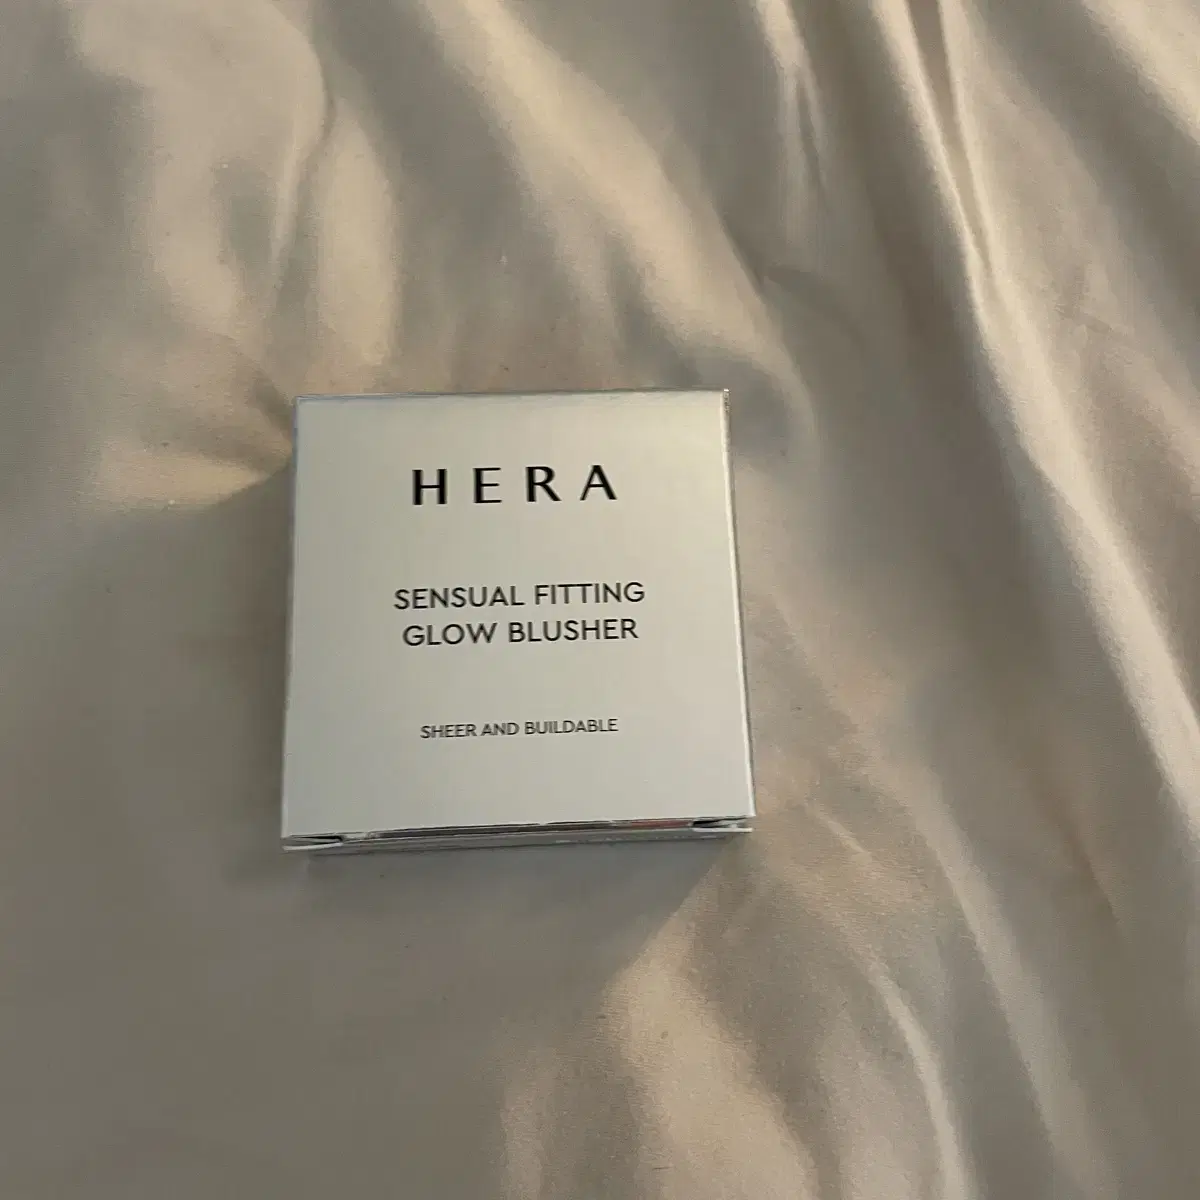 HERA
SENSUAL FITTING
GLOW BLUSHER
SHEER AND BUILDABLE